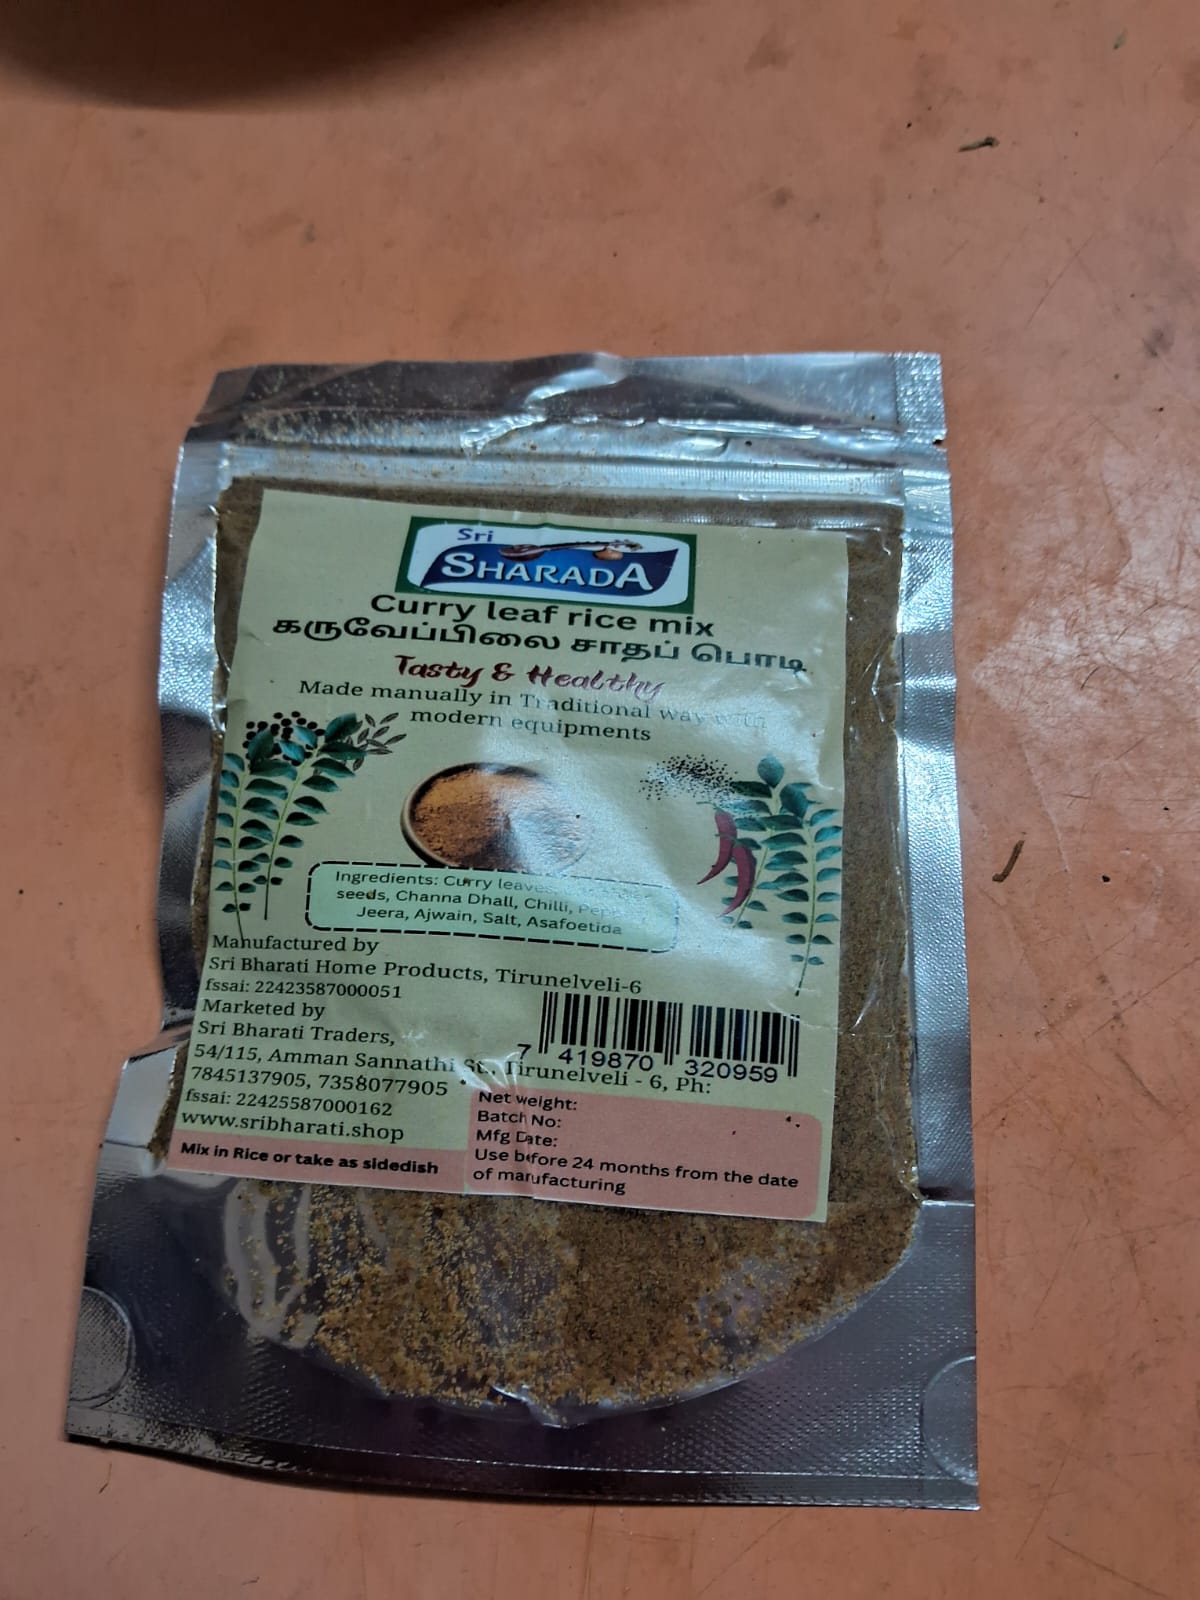 Sri
SHARADA
Curry leaf rice mix
கருவேப்பிலை சாதப் பொடி
Tasty & Healthy
Made manually in Traditional way with
modern equipments
Ingredients: Curry leaves,
seeds, Channa Dhall, Chilli,
Jeera, Ajwain, Salt, Asafoetida
Manufactured by
Sri Bharati Home Products, Tirunelveli-6
fssai: 22423587000051
Marketed by
Sri Bharati Traders,
54/115, Amman Sannathi St., Tirunelveli - 6, Ph:
7845137905, 7358077905
fssai: 22425587000162
www.sribharati.shop
Mix in Rice or take as sidedish
7 419870 320959
Net weight:
Batch No:
Mfg Date:
Use before 24 months from the date
of manufacturing